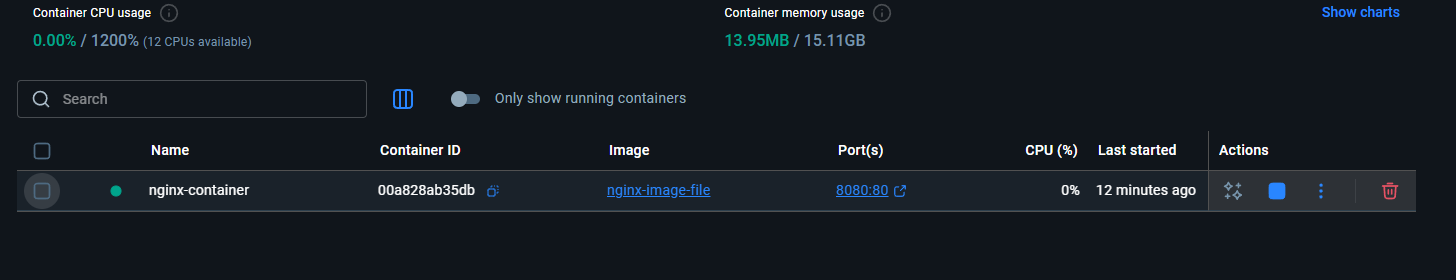 Container CPU usage
0.00% / 1200% (12 CPUs available)
Container memory usage
13.95MB / 15.11GB
Show charts
Search
Only show running containers
Name Container ID Image Port(s) CPU (%) Last started Actions
nginx-container 00a828ab35db nginx-image-file 8080:80 0% 12 minutes ago